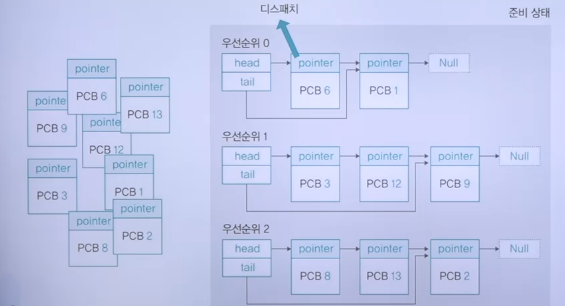 디스패치
준비 상태
우선순위 0
head
tail
pointer
PCB 6
pointer
PCB 1
Null
우선순위 1
head
tail
pointer
PCB 3
pointer
PCB 12
pointer
PCB 9
Null
우선순위 2
head
tail
pointer
PCB 8
pointer
PCB 13
pointer
PCB 2
Null
pointer
PCB 6
pointe
PCB 9
PCB 13
pointe
PCB 12
pointer
PCB 3
pointer
PCB 1
pointer
PCB 8
pointer
PCB 2
pointer